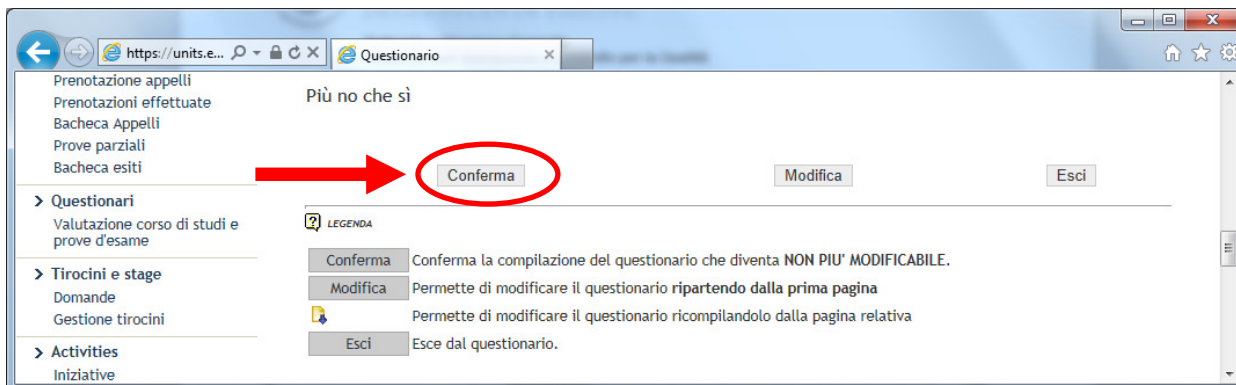 https://units.e...
Questionario
Prenotazione appelli
Prenotazioni effettuate
Bacheca Appelli
Prove parziali
Bacheca esiti
Questionari
Valutazione corso di studi e
prove d'esame
Tirocini e stage
Domande
Gestione tirocini
Activities
Iniziative
Più no che sì
Conferma Modifica Esci
LEGENDA
Conferma Conferma la compilazione del questionario che diventa NON PIU' MODIFICABILE.
Modifica Permette di modificare il questionario ripartendo dalla prima pagina
Permette di modificare il questionario ricompilandolo dalla pagina relativa
Esci Esce dal questionario.